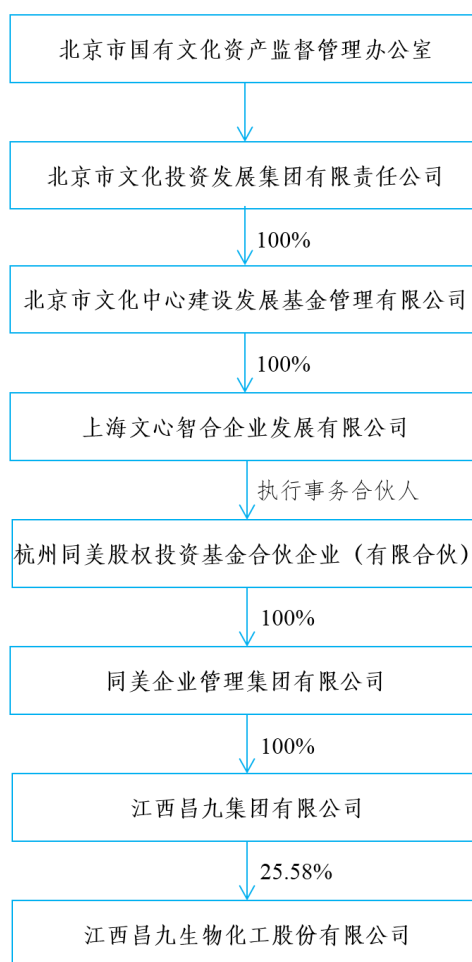 北京市国有文化资产监督管理办公室
北京市文化投资发展集团有限责任公司
100%
北京市文化中心建设发展基金管理有限公司
100%
上海文心智合企业发展有限公司
执行事务合伙人
杭州同美股权投资基金合伙企业（有限合伙）
100%
同美企业管理集团有限公司
100%
江西昌九集团有限公司
25.58%
江西昌九生物化工股份有限公司